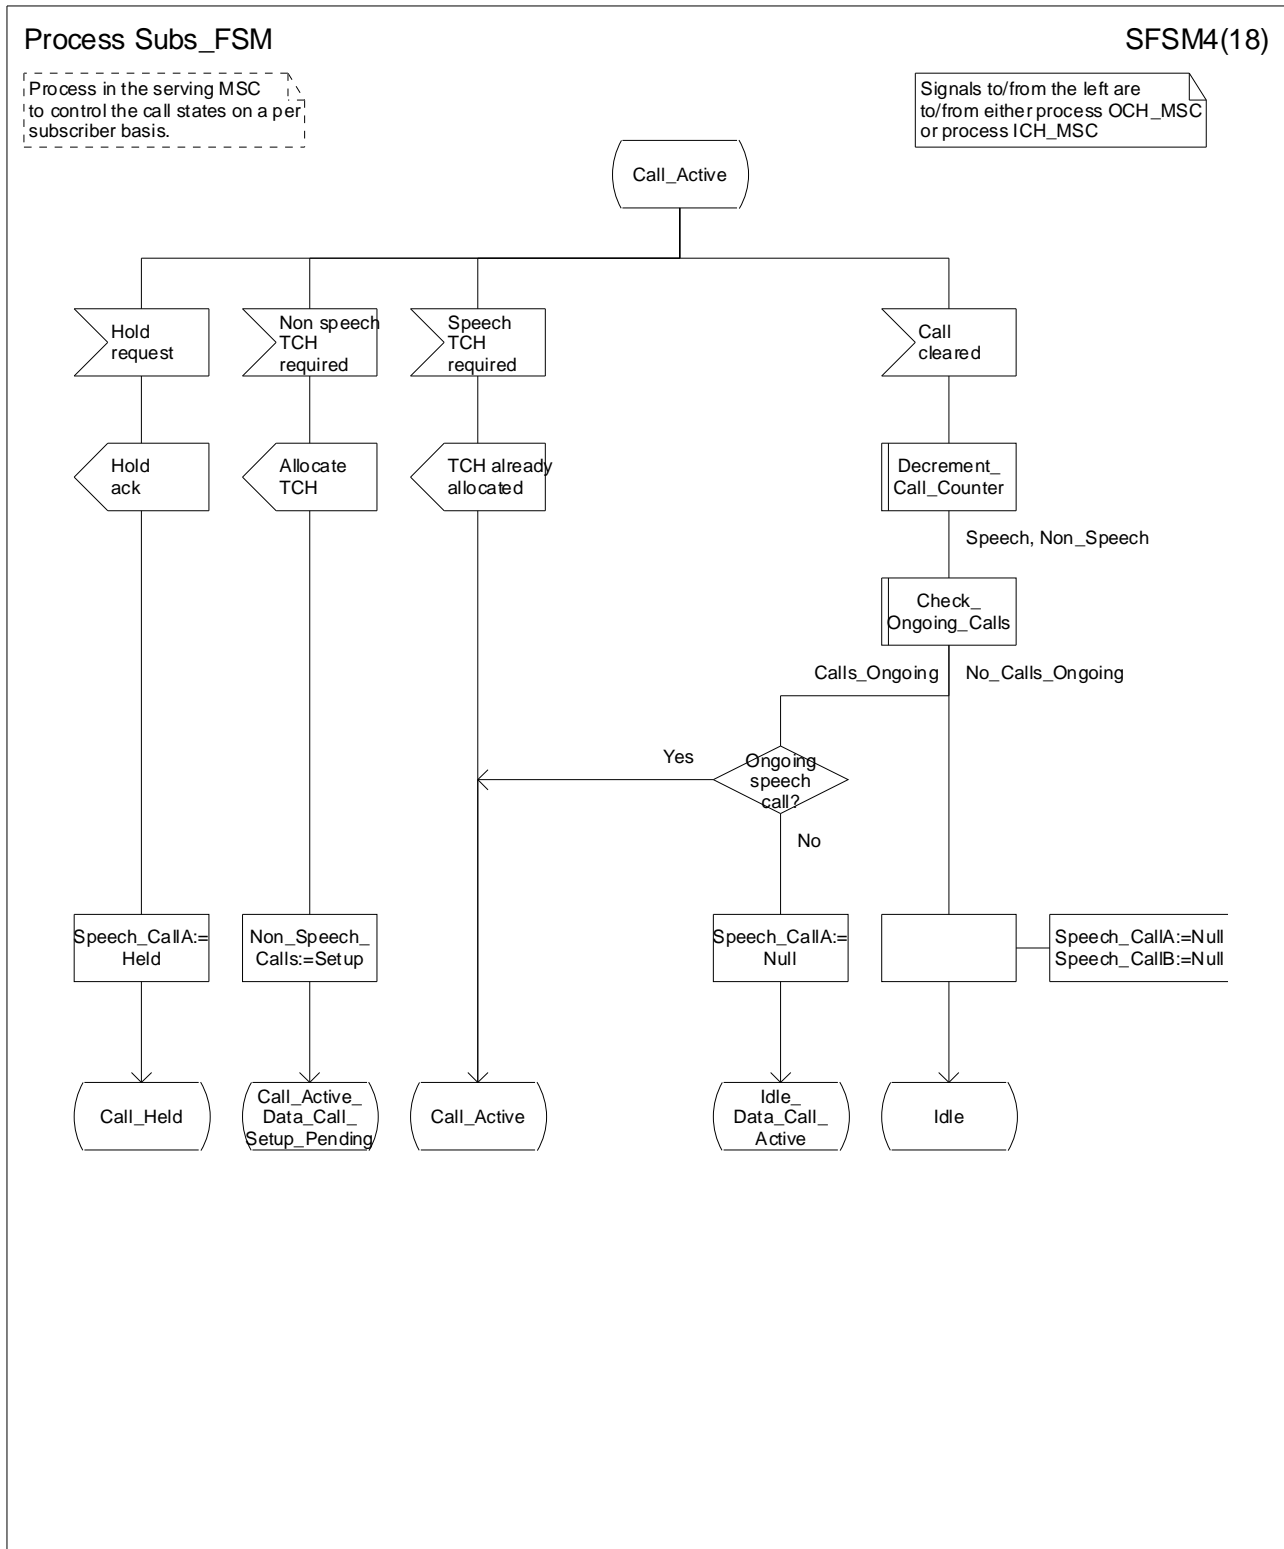 Process Subs_FSM
SFSM4(18)
Process in the serving MSC
to control the call states on a per
subscriber basis.
Signals to/from the left are
to/from either process OCH_MSC
or process ICH_MSC
Call_Active
Hold
request
Non speech
TCH
required
Speech
TCH
required
Call
cleared
Hold
ack
Allocate
TCH
TCH already
allocated
Decrement_
Call_Counter
Speech, Non_Speech
Check_
Ongoing_Calls
Calls_Ongoing
No_Calls_Ongoing
Yes
Ongoing
speech
call?
No
Speech_CallA:=
Held
Non_Speech_
Calls:=Setup
Speech_CallA:=
Null
Speech_CallA:=Null
Speech_CallB:=Null
Call_Held
Call_Active_
Data_Call_
Setup_Pending
Call_Active
Idle_
Data_Call_
Active
Idle